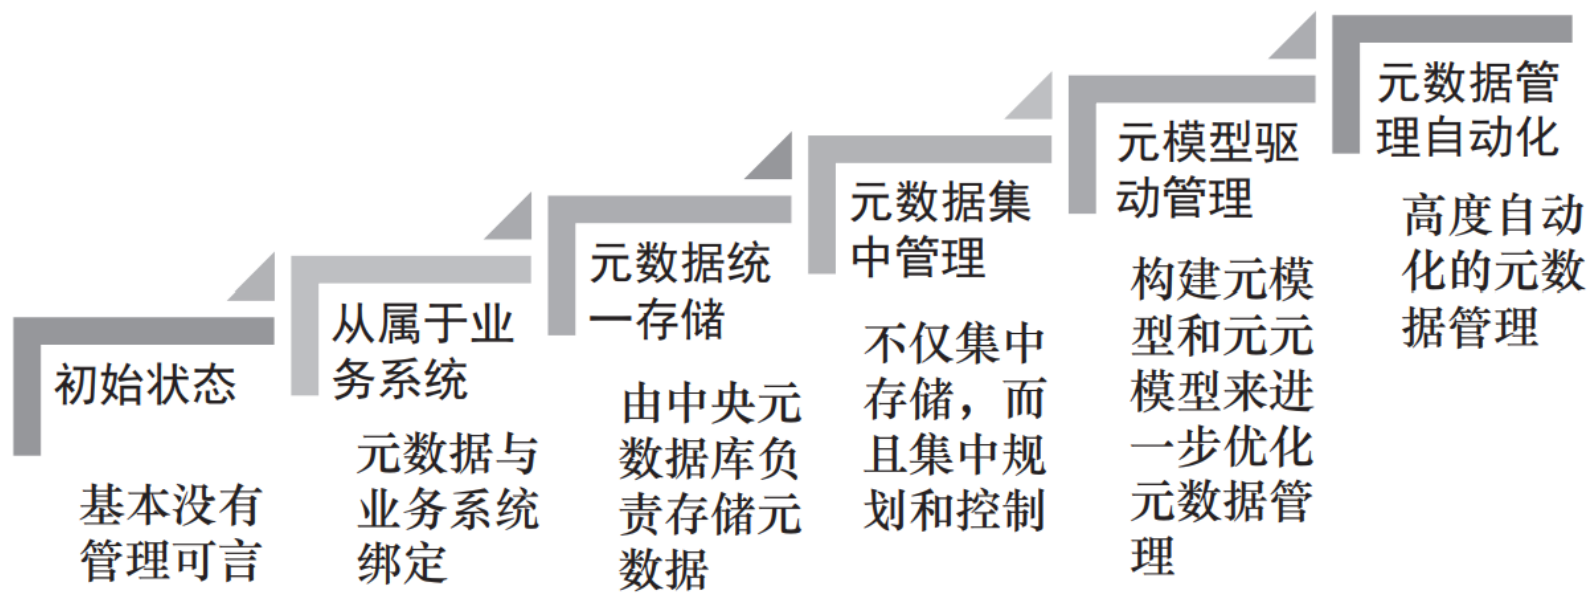 初始状态
基本没有
管理可言
从属于业
务系统
元数据与
业务系统
绑定
元数据统
一存储
由中央元
数据库负
责存储元
数据
元数据集
中管理
不仅集中
存储，而
且集中规
划和控制
元模型驱
动管理
构建元模
型和元元
模型来进
一步优化
元数据管
理
元数据管
理自动化
高度自动
化的元数
据管理